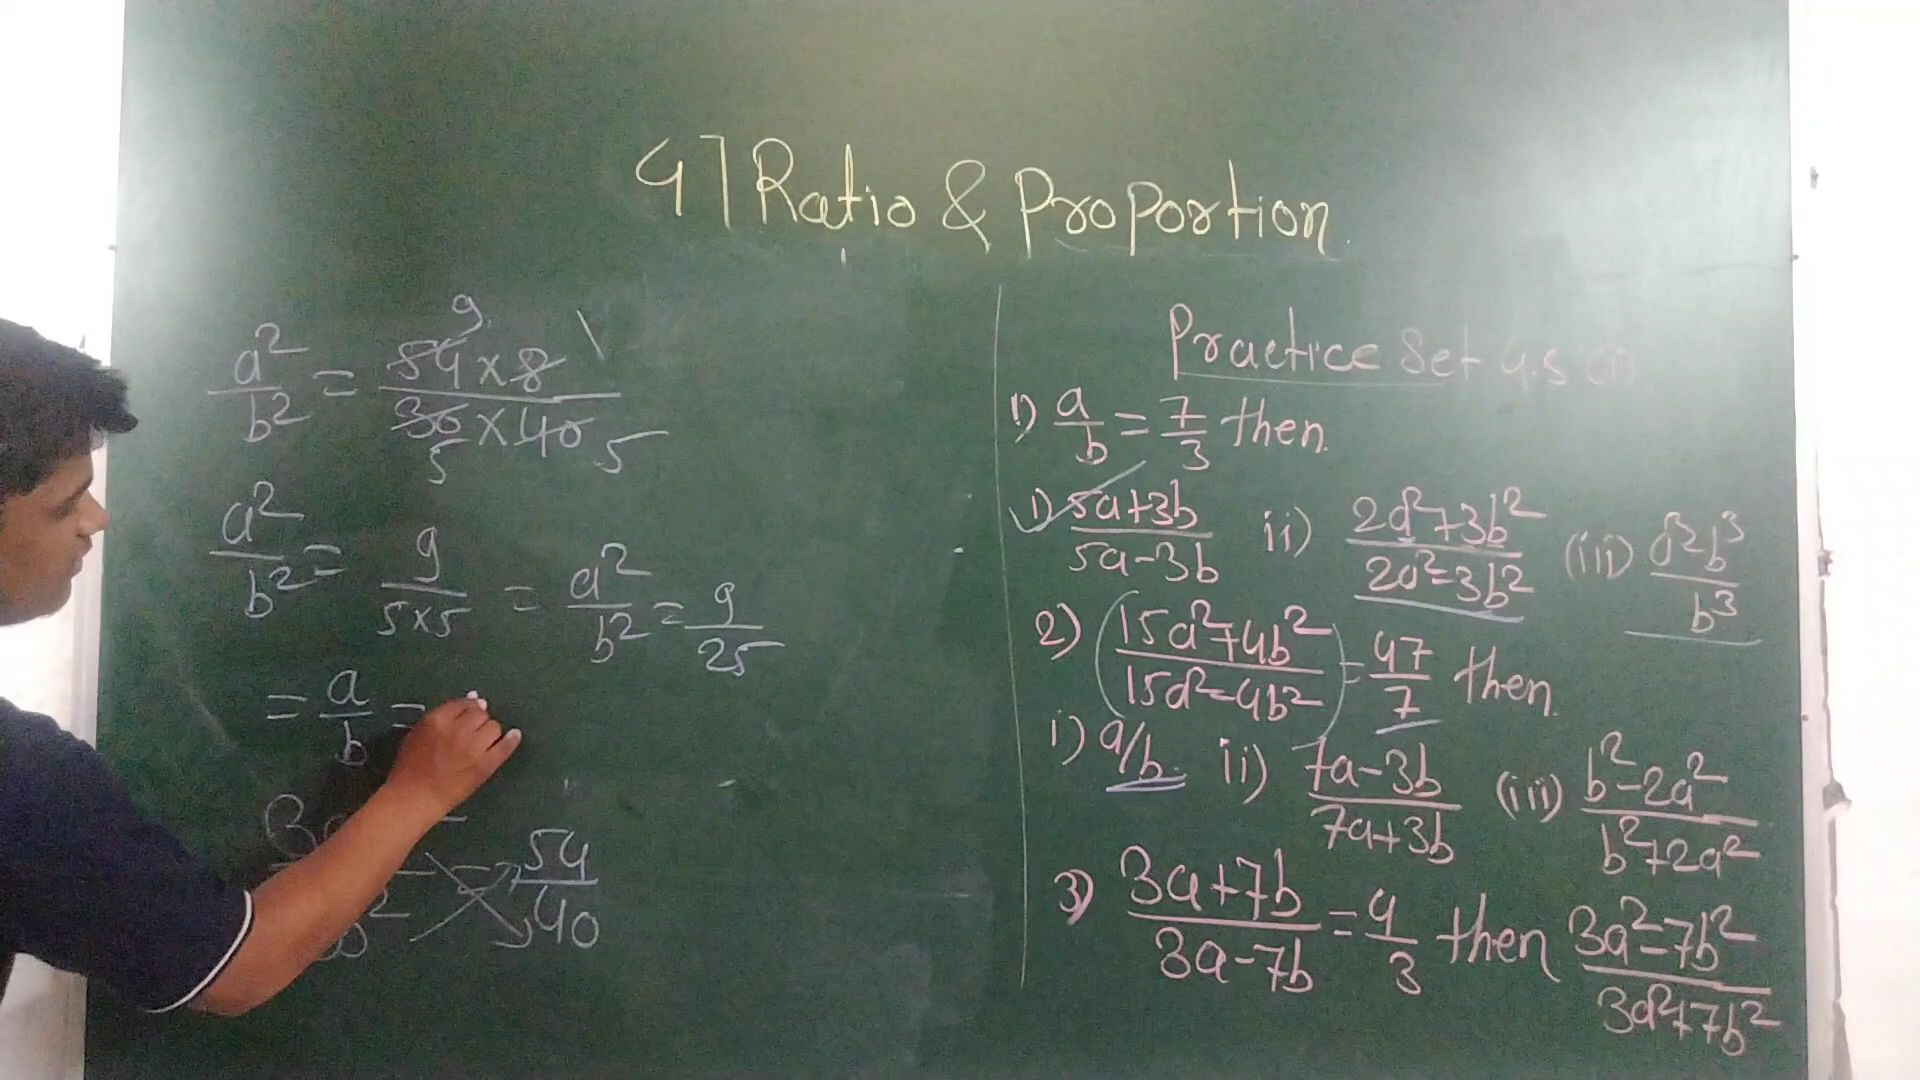 4] Ratio & Proportion
9
a²/b² = 54×8/30×40
5 5
a²/b² = 9/5×5 = a²/b² = 9/25
= a/b =
54/40
Practice Set
1) a/b = 7/3 then
i) 5a+3b/5a-3b ii) 2a²+3b²/2a²-3b² (iii) b³/b³
2) (15a²+4b²/15a²-4b²) = 47/7 then
i) a/b ii) 7a-3b/7a+3b (iii) b²-2a²/b²+2a²
3) 3a+7b/3a-7b = 4/3 then 3a²-7b²/3a²+7b²